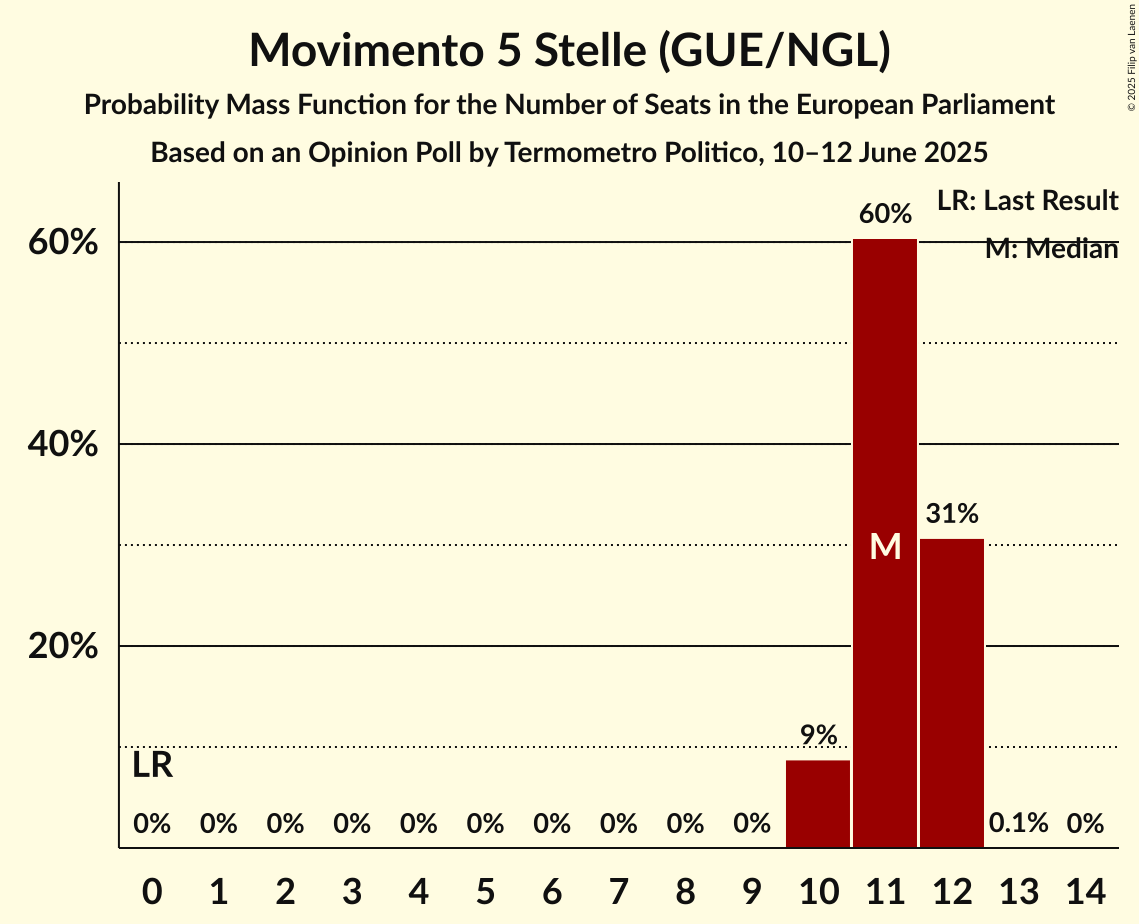 Movimento 5 Stelle (GUE/NGL)
Probability Mass Function for the Number of Seats in the European Parliament
Based on an Opinion Poll by Termometro Politico, 10–12 June 2025
© 2025 Filip van Laenen
LR: Last Result
M: Median
60%
40%
20%
60%
31%
M
9%
LR
0% 0% 0% 0% 0% 0% 0% 0% 0% 0% 0.1% 0%
0 1 2 3 4 5 6 7 8 9 10 11 12 13 14